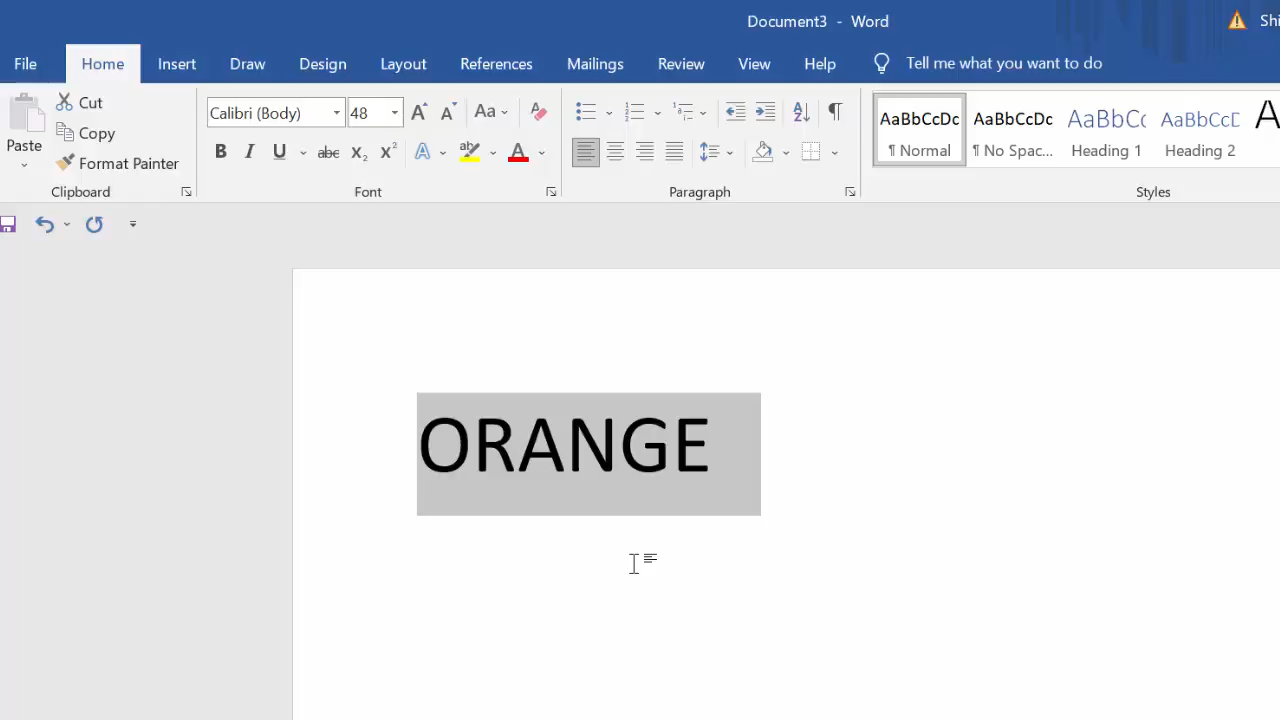 Document3 - Word
Shi
File Home Insert Draw Design Layout References Mailings Review View Help Tell me what you want to do
Paste
Cut
Copy
Format Painter
Clipboard
Calibri (Body) 48
Aa
abc
Font
Paragraph
AaBbCcDc AaBbCcDc AaBbCc AaBbCcD
¶ Normal ¶ No Spac... Heading 1 Heading 2
Styles
ORANGE